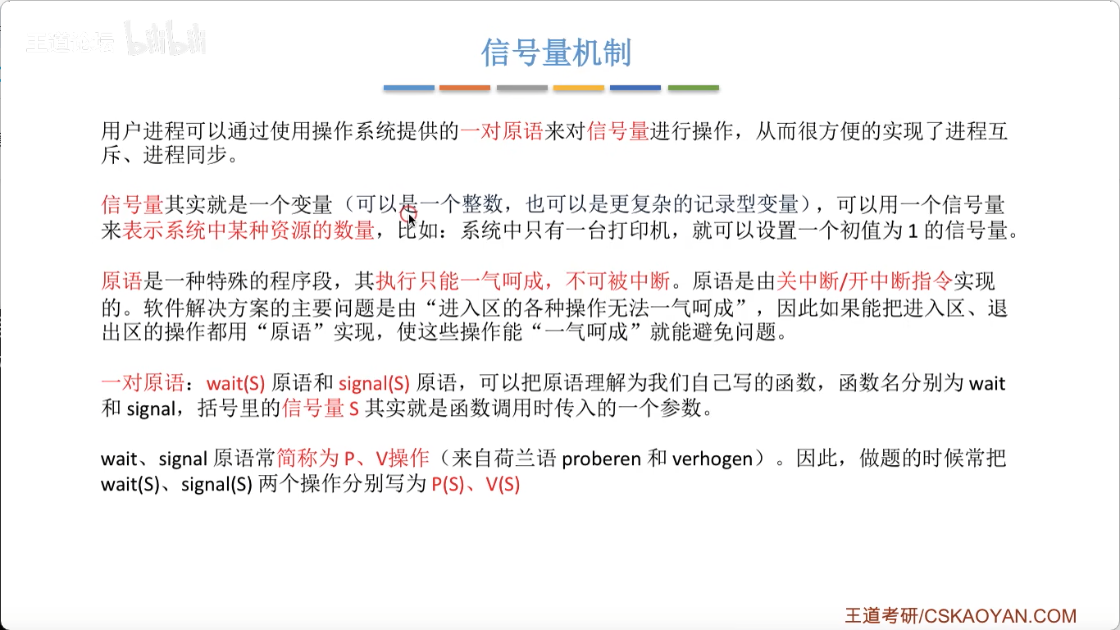 王道论坛 bilibili
信号量机制
用户进程可以通过使用操作系统提供的一对原语来对信号量进行操作，从而很方便的实现了进程互
斥、进程同步。
信号量其实就是一个变量（可以是一个整数，也可以是更复杂的记录型变量），可以用一个信号量
来表示系统中某种资源的数量，比如：系统中只有一台打印机，就可以设置一个初值为 1 的信号量。
原语是一种特殊的程序段，其执行只能一气呵成，不可被中断。原语是由关中断/开中断指令实现
的。软件解决方案的主要问题是由“进入区的各种操作无法一气呵成”，因此如果能把进入区、退
出区的操作都用“原语”实现，使这些操作能“一气呵成”就能避免问题。
一对原语：wait(S) 原语和 signal(S) 原语，可以把原语理解为我们自己写的函数，函数名分别为 wait
和 signal，括号里的信号量 S 其实就是函数调用时传入的一个参数。
wait、signal 原语常简称为 P、V操作（来自荷兰语 proberen 和 verhogen）。因此，做题的时候常把
wait(S)、signal(S) 两个操作分别写为 P(S)、V(S)
王道考研/CSKAOYAN.COM